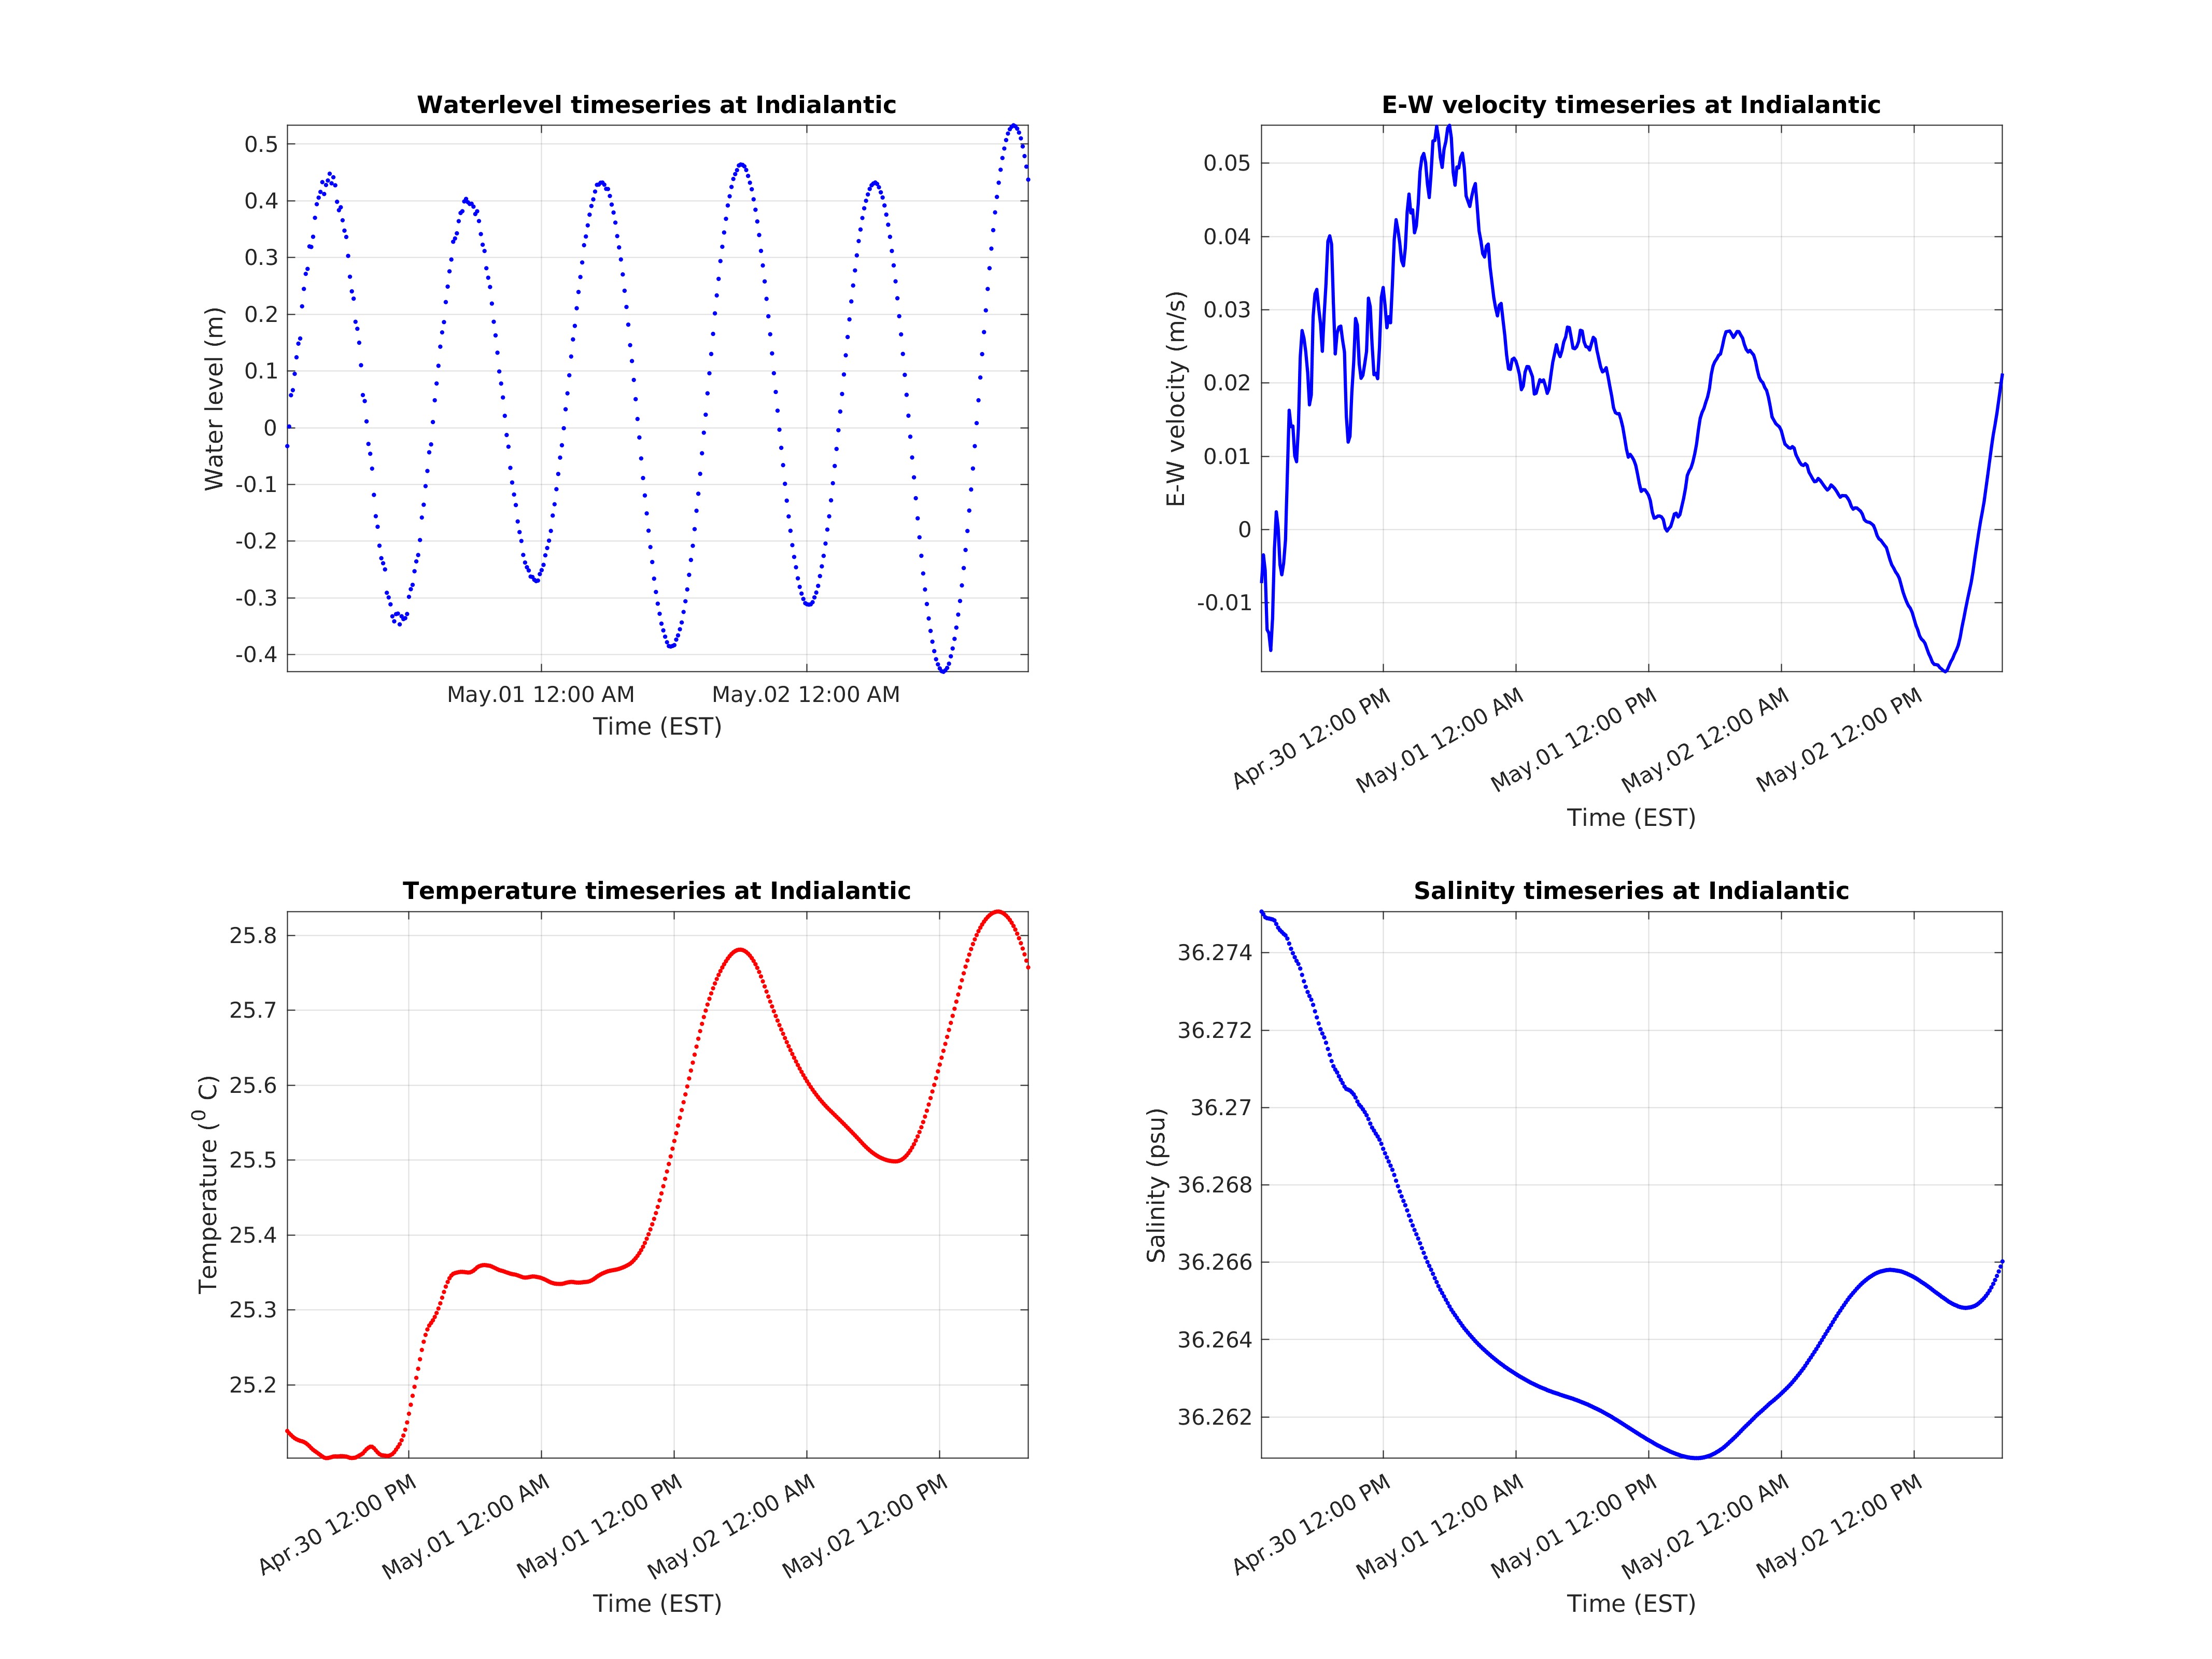 Waterlevel timeseries at Indialantic
0.5
0.4
0.3
0.2
0.1
0
-0.1
-0.2
-0.3
-0.4
Water level (m)
May.01 12:00 AM
May.02 12:00 AM
Time (EST)
E-W velocity timeseries at Indialantic
0.05
0.04
0.03
0.02
0.01
0
-0.01
E-W velocity (m/s)
Apr.30 12:00 PM
May.01 12:00 AM
May.01 12:00 PM
May.02 12:00 AM
May.02 12:00 PM
Time (EST)
Temperature timeseries at Indialantic
25.8
25.7
25.6
25.5
25.4
25.3
25.2
Temperature (⁰ C)
Apr.30 12:00 PM
May.01 12:00 AM
May.01 12:00 PM
May.02 12:00 AM
May.02 12:00 PM
Time (EST)
Salinity timeseries at Indialantic
36.274
36.272
36.27
36.268
36.266
36.264
36.262
Salinity (psu)
Apr.30 12:00 PM
May.01 12:00 AM
May.01 12:00 PM
May.02 12:00 AM
May.02 12:00 PM
Time (EST)